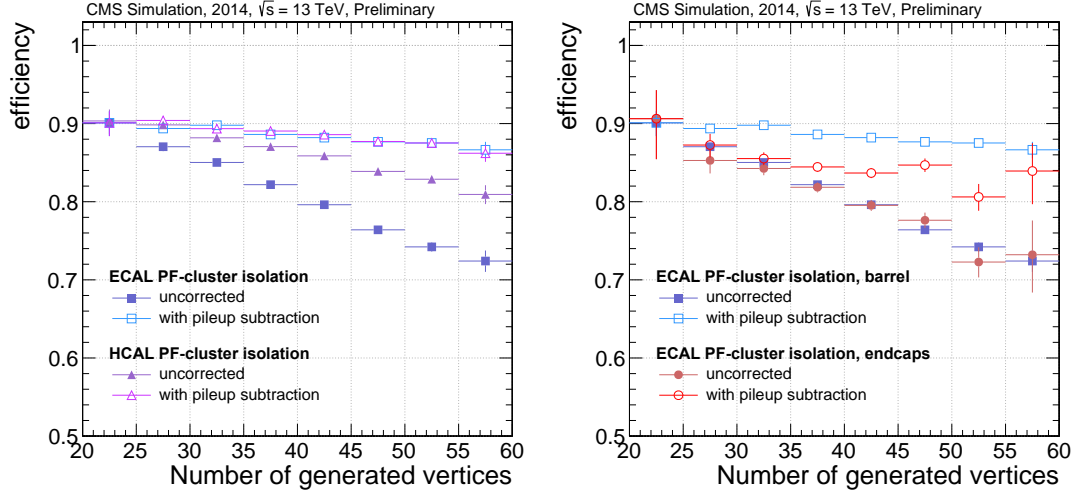 CMS Simulation, 2014, √s = 13 TeV, Preliminary
efficiency
1
0.9
0.8
0.7
0.6
0.5
ECAL PF-cluster isolation
uncorrected
with pileup subtraction
HCAL PF-cluster isolation
uncorrected
with pileup subtraction
20 25 30 35 40 45 50 55 60
Number of generated vertices
CMS Simulation, 2014, √s = 13 TeV, Preliminary
efficiency
1
0.9
0.8
0.7
0.6
0.5
ECAL PF-cluster isolation, barrel
uncorrected
with pileup subtraction
ECAL PF-cluster isolation, endcaps
uncorrected
with pileup subtraction
20 25 30 35 40 45 50 55 60
Number of generated vertices